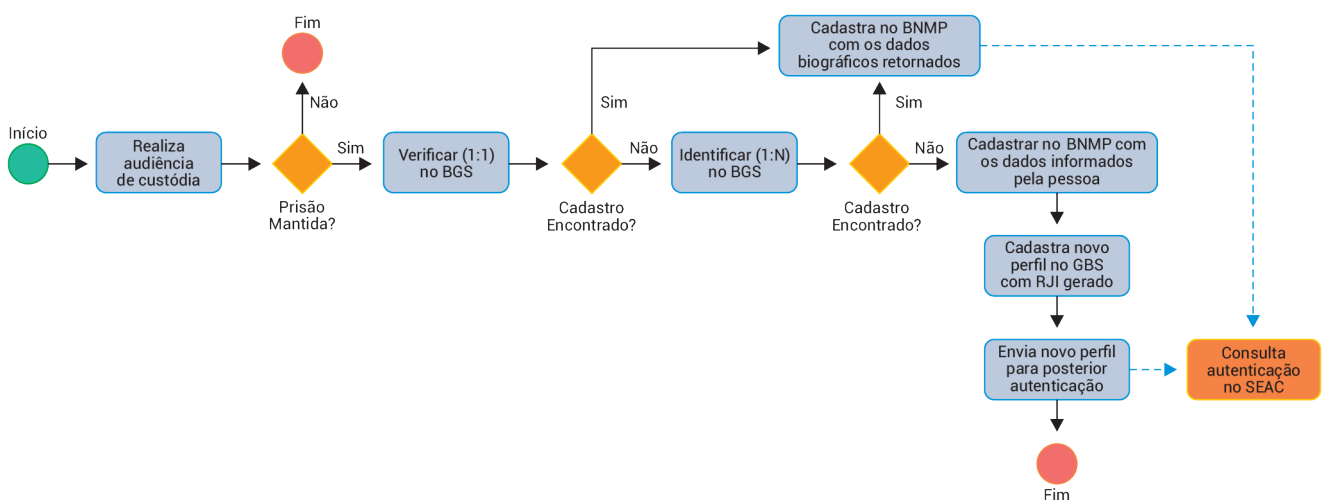 Início
Realiza
audiência
de custódia
Fim
Não
Sim
Prisão
Mantida?
Verificar (1:1)
no BGS
Sim
Não
Cadastro
Encontrado?
Identificar (1:N)
no BGS
Cadastra no BNMP
com os dados
biográficos retornados
Sim
Não
Cadastro
Encontrado?
Cadastrar no BNMP com
os dados informados
pela pessoa
Cadastra novo
perfil no GBS
com RJI gerado
Envia novo perfil
para posterior
autenticação
Consulta
autenticação
no SEAC
Fim